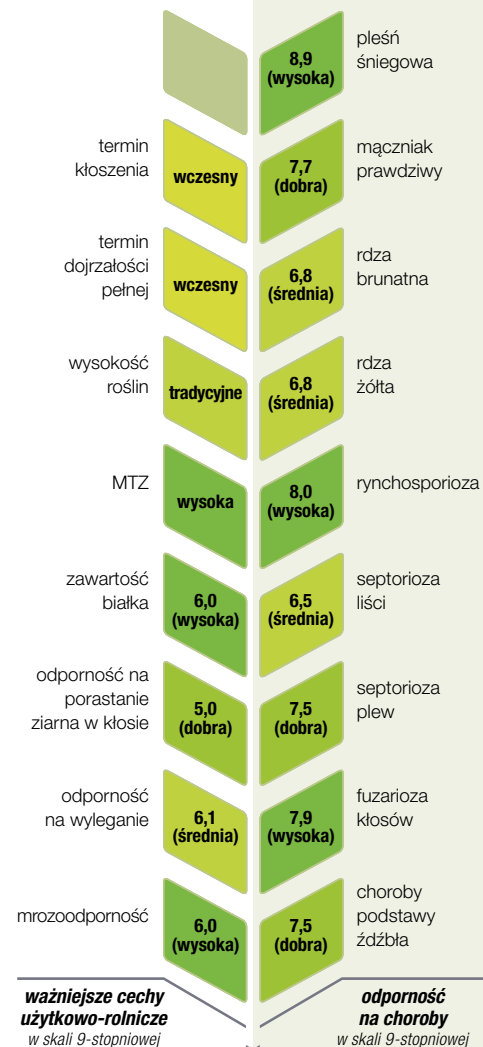 8,9
(wysoka)
pleśń
śniegowa
termin
kłoszenia
wczesny
7,7
(dobra)
mączniak
prawdziwy
termin
dojrzałości
pełnej
wczesny
6,8
(średnia)
rdza
brunatna
wysokość
roślin
tradycyjne
6,8
(średnia)
rdza
żółta
MTZ
wysoka
8,0
(wysoka)
rynchosporioza
zawartość
białka
6,0
(wysoka)
6,5
(średnia)
septorioza
liści
odporność na
porastanie
ziarna w kłosie
5,0
(dobra)
7,5
(dobra)
septorioza
plew
odporność
na wyleganie
6,1
(średnia)
7,9
(wysoka)
fuzarioza
kłosów
mrozoodporność
6,0
(wysoka)
7,5
(dobra)
choroby
podstawy
źdźbła
ważniejsze cechy
użytkowo-rolnicze
w skali 9-stopniowej
odporność
na choroby
w skali 9-stopniowej